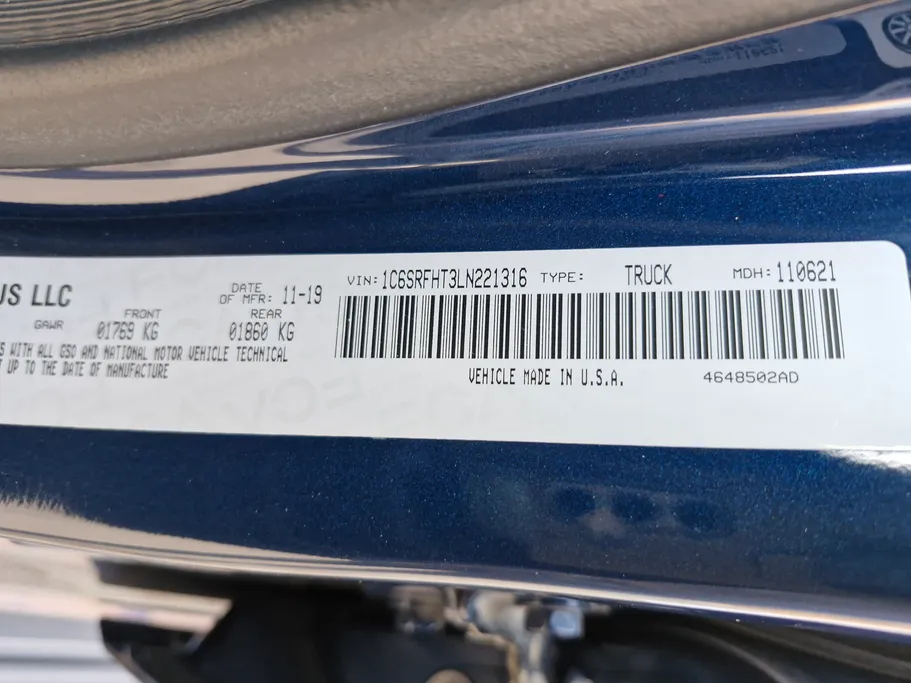 US LLC
DATE
OF MFR: 11-19
VIN: 1C6SRFHT3LN221316 TYPE: TRUCK MDH: 110621
GAWR
FRONT
01769 KG
REAR
01860 KG
S WITH ALL GSO AND NATIONAL MOTOR VEHICLE TECHNICAL
T UP TO THE DATE OF MANUFACTURE
VEHICLE MADE IN U.S.A. 4648502AD